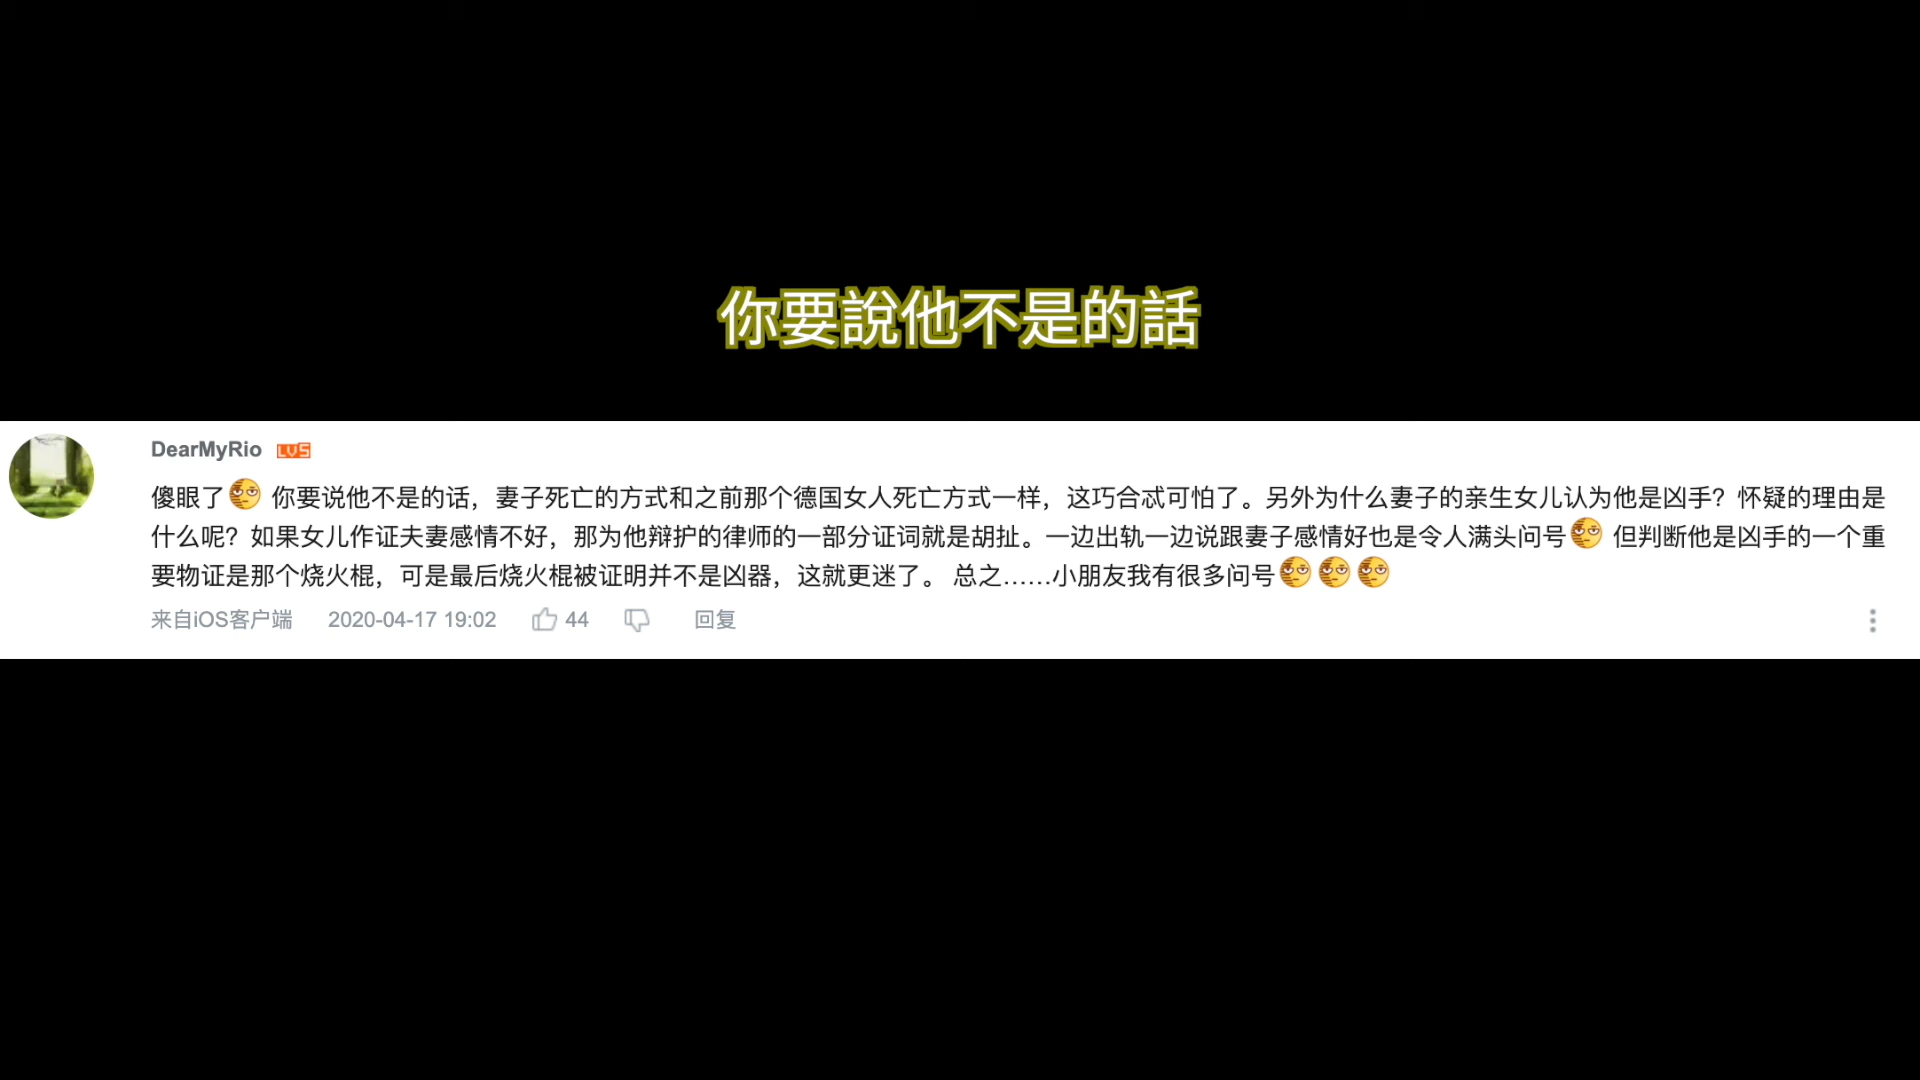 你要說他不是的話
DearMyRio LV5
傻眼了 你要说他不是的话，妻子死亡的方式和之前那个德国女人死亡方式一样，这巧合忒可怕了。另外为什么妻子的亲生女儿认为他是凶手？怀疑的理由是
什么呢？如果女儿作证夫妻感情不好，那为他辩护的律师的一部分证词就是胡扯。一边出轨一边说跟妻子感情好也是令人满头问号 但判断他是凶手的一个重
要物证是那个烧火棍，可是最后烧火棍被证明并不是凶器，这就更迷了。 总之……小朋友我有很多问号
来自iOS客户端 2020-04-17 19:02 44 回复